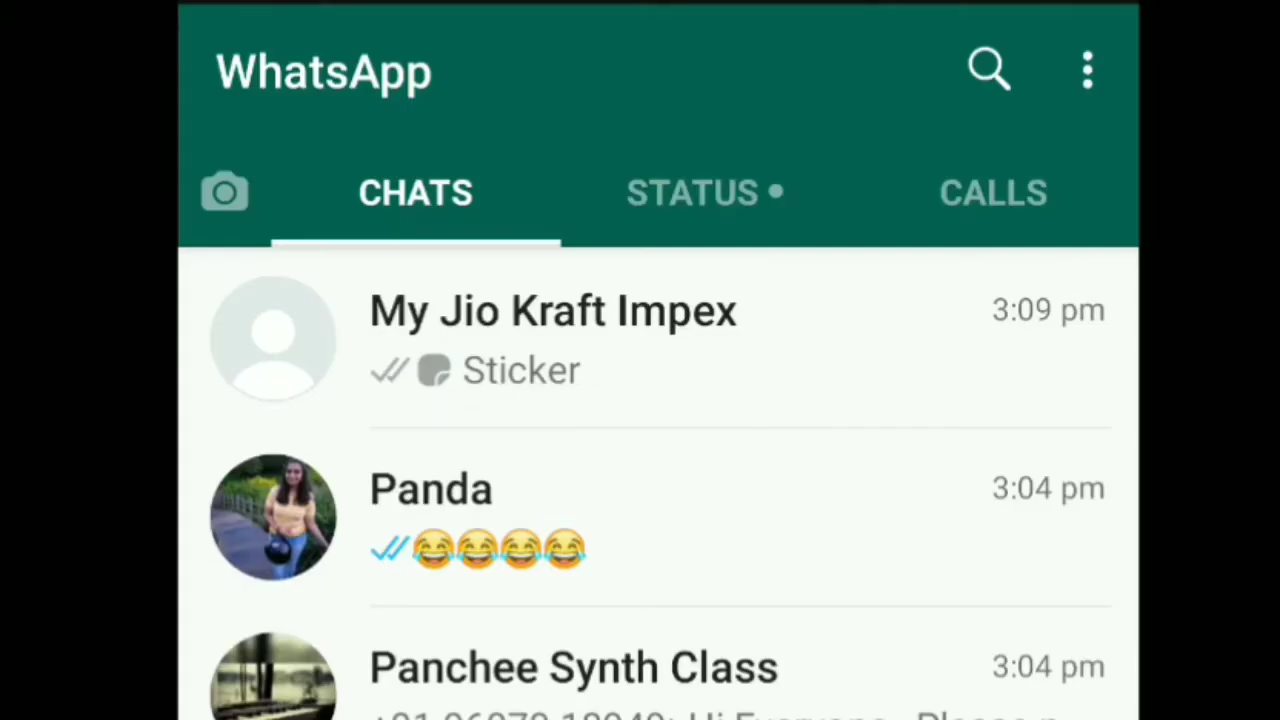 WhatsApp
CHATS
STATUS
CALLS
My Jio Kraft Impex
3:09 pm
Sticker
Panda
3:04 pm
😂😂😂😂
Panchee Synth Class
3:04 pm